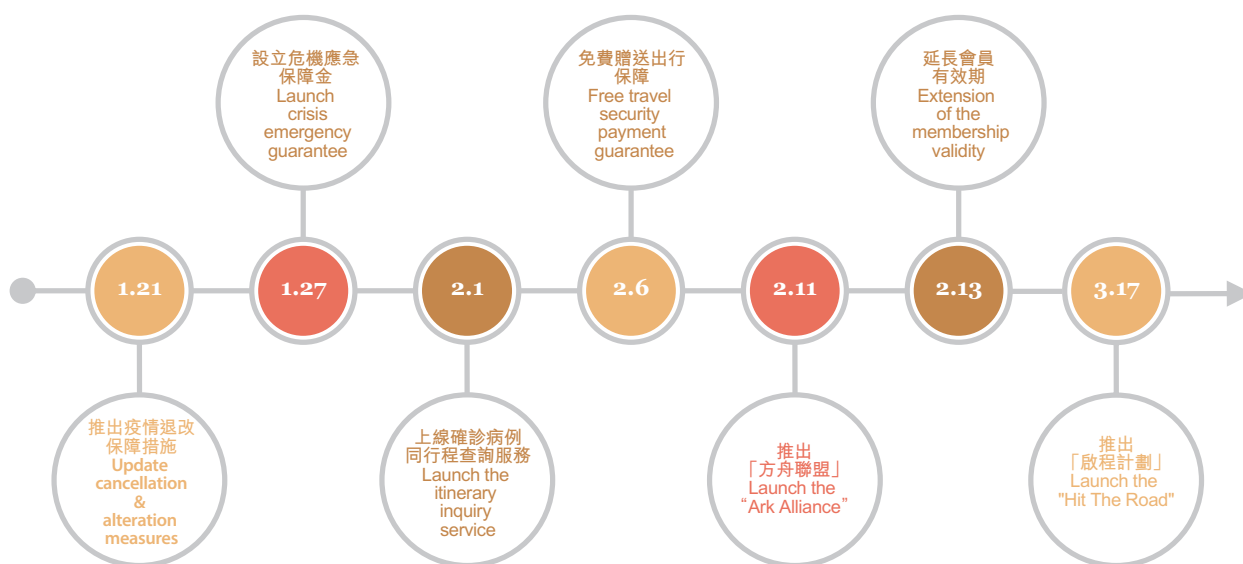 設立危機應急
保障金
Launch
crisis
emergency
guarantee
免費贈送出行
保障
Free travel
security
payment
guarantee
延長會員
有效期
Extension
of the
membership
validity
1.21
1.27
2.1
2.6
2.11
2.13
3.17
推出疫情退改
保障措施
Update
cancellation
&
alteration
measures
上線確診病例
同行程查詢服務
Launch the
itinerary
inquiry
service
推出
「方舟聯盟」
Launch the
“Ark Alliance”
推出
「啟程計劃」
Launch the
"Hit The Road"